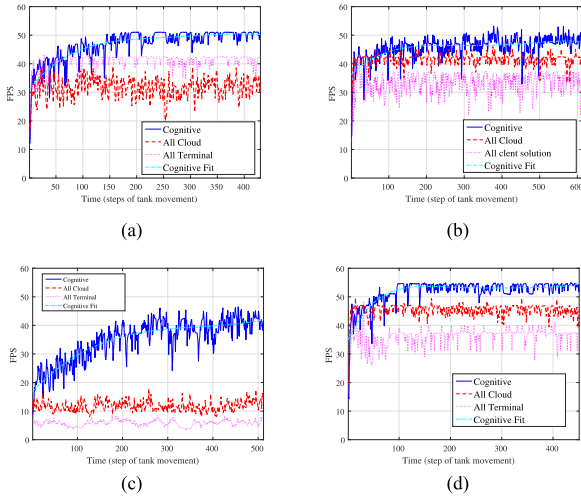 60
50
40
30
20
10
0
FPS
50 100 150 200 250 300 350 400
Time (steps of tank movement)
Cognitive
All Cloud
All Terminal
Cognitive Fit
(a)
60
50
40
30
20
10
0
FPS
100 200 300 400 500 600
Time (steps of tank movement)
Cognitive
All Cloud
All clent solution
Cognitive Fit
(b)
60
50
40
30
20
10
0
FPS
100 200 300 400 500
Time (step of tank movement)
Cognitive
All Cloud
All Terminal
Cognitive Fit
(c)
60
50
40
30
20
10
0
FPS
100 200 300 400
Time (step of tank movement)
Cognitive
All Cloud
All Terminal
Cognitive Fit
(d)